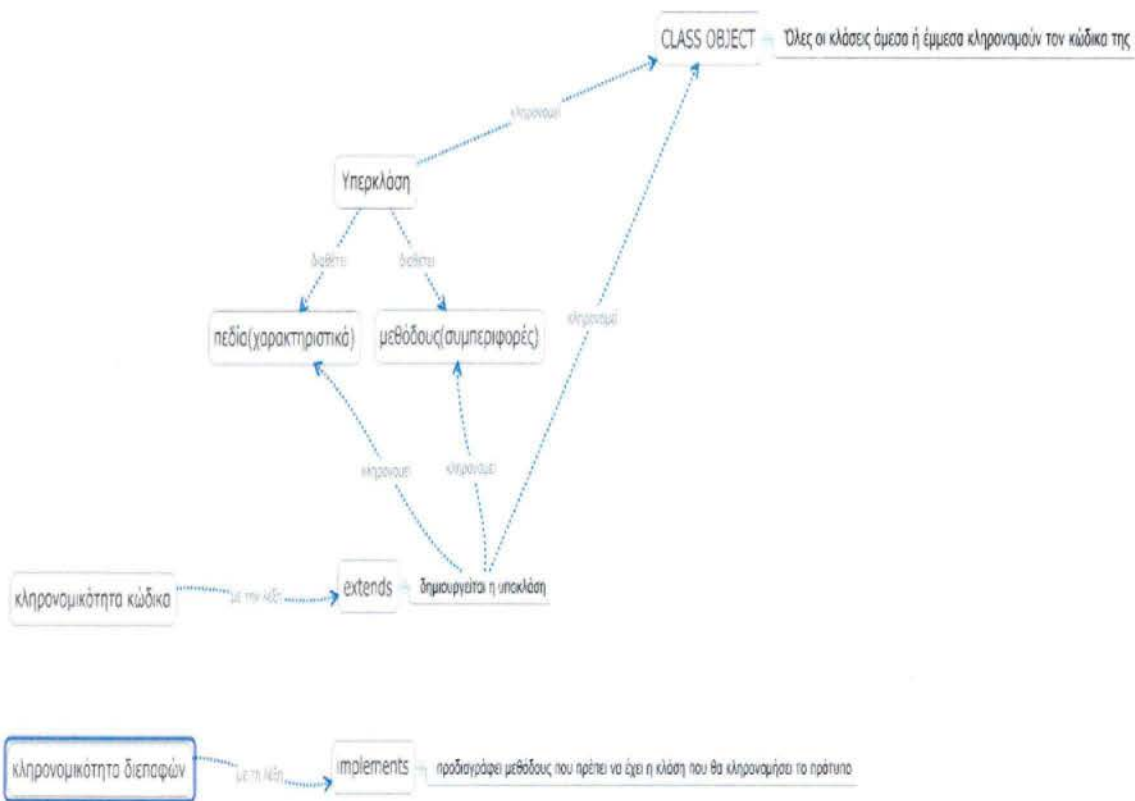 CLASS OBJECT Όλες οι κλάσεις άμεσα ή έμμεσα κληρονομούν τον κώδικα της
κληρονομεί
Υπερκλάση
διαθέτει διαθέτει
πεδία(χαρακτηριστικά) μεθόδους(συμπεριφορές) κληρονομεί
κληρονομεί κληρονομεί
κληρονομικότητα κώδικα με την λέξη extends δημιουργείται η υποκλάση
κληρονομικότητα διεπαφών με τη λέξη implements προδιαγράφει μεθόδους που πρέπει να έχει η κλάση που θα κληρονομήσει το πρότυπο